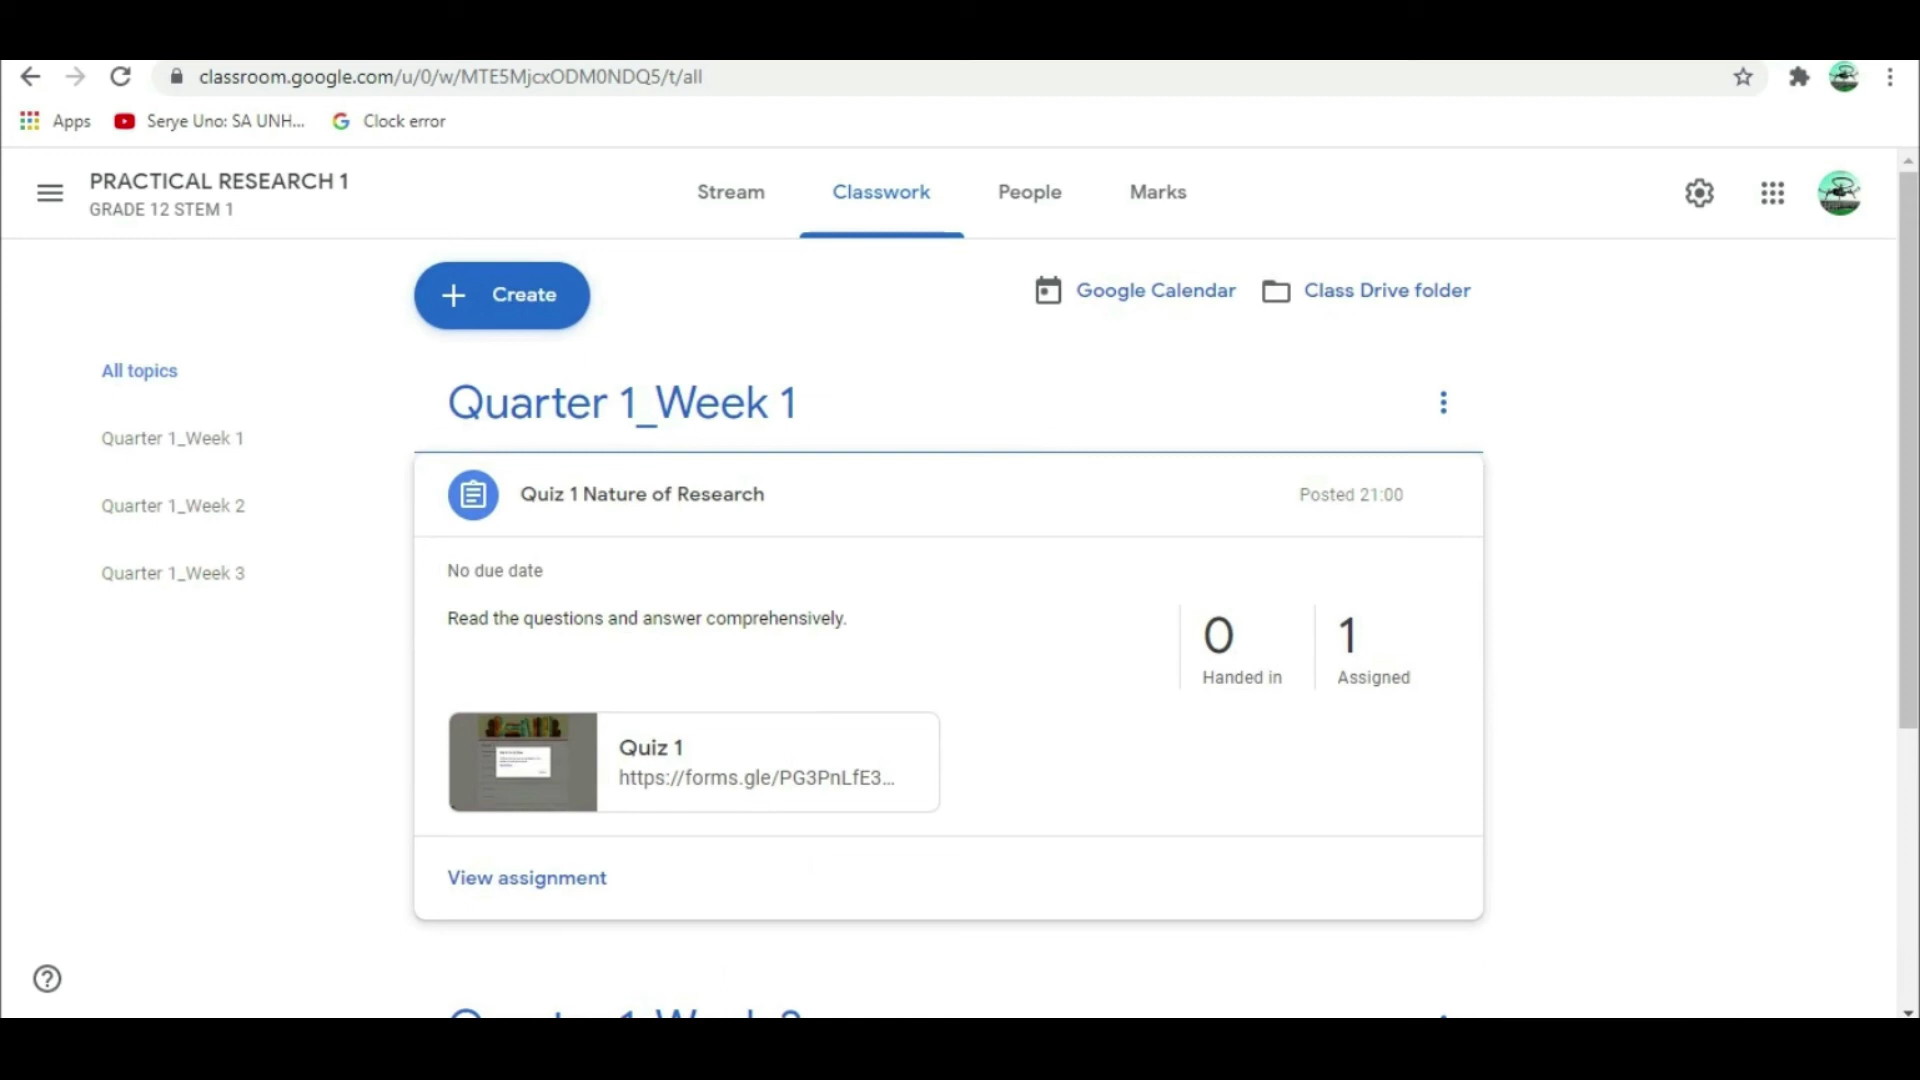 classroom.google.com/u/0/w/MTE5MjcxODM0NDQ5/t/all
Apps
Serye Uno: SA UNH...
Clock error
PRACTICAL RESEARCH 1
GRADE 12 STEM 1
Stream
Classwork
People
Marks
Create
Google Calendar
Class Drive folder
All topics
Quarter 1_Week 1
Quarter 1_Week 2
Quarter 1_Week 3
Quarter 1_Week 1
Quiz 1 Nature of Research
Posted 21:00
No due date
Read the questions and answer comprehensively.
0
Handed in
1
Assigned
Quiz 1
https://forms.gle/PG3PnLfE3...
View assignment
Quarter 1_Week 2